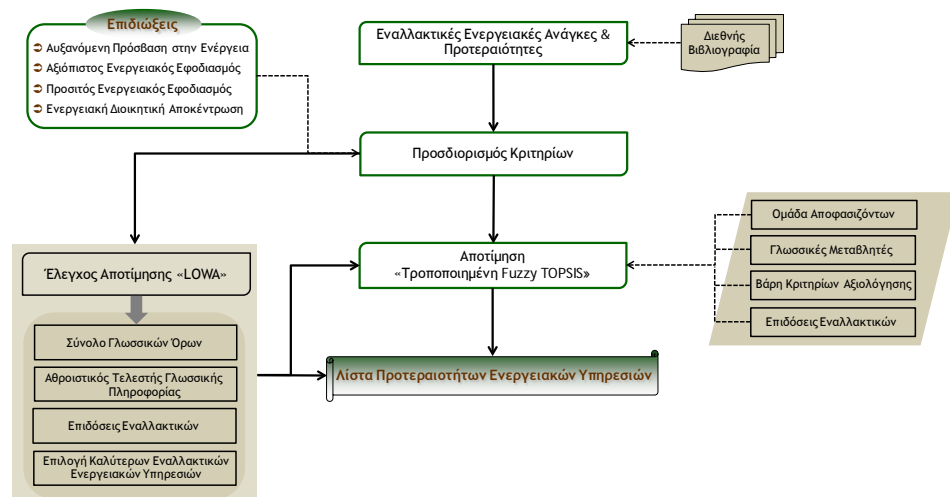 Επιδιώξεις
Αυξανόμενη Πρόσβαση στην Ενέργεια
Αξιόπιστος Ενεργειακός Εφοδιασμός
Προσιτός Ενεργειακός Εφοδιασμός
Ενεργειακή Διοικητική Αποκέντρωση
Εναλλακτικές Ενεργειακές Ανάγκες &
Προτεραιότητες
Διεθνής
Βιβλιογραφία
Προσδιορισμός Κριτηρίων
Αποτίμηση
«Τροποποιημένη Fuzzy TOPSIS»
Ομάδα Αποφασιζόντων
Γλωσσικές Μεταβλητές
Βάρη Κριτηρίων Αξιολόγησης
Επιδόσεις Εναλλακτικών
Έλεγχος Αποτίμησης «LOWA»
Σύνολο Γλωσσικών Όρων
Αθροιστικός Τελεστής Γλωσσικής
Πληροφορίας
Επιδόσεις Εναλλακτικών
Επιλογή Καλύτερων Εναλλακτικών
Ενεργειακών Υπηρεσιών
Λίστα Προτεραιοτήτων Ενεργειακών Υπηρεσιών